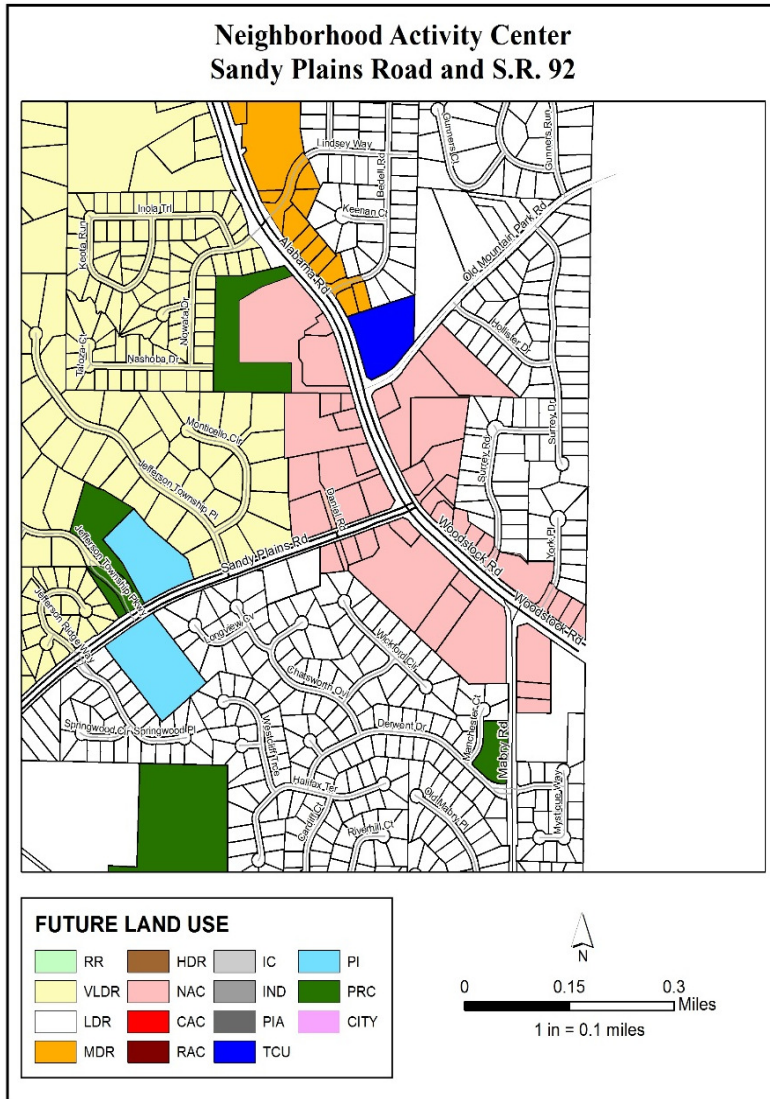 Neighborhood Activity Center
Sandy Plains Road and S.R. 92
Lindsey Way
Gunners Ct
Gunners Run
Bedell Rd
Keenan Ct
Inola Trl
Keota Run
Alabama Rd
Old Mountain Park Rd
Nowata Dr
Taloza Ct
Nashoba Dr
Hollister Dr
Surrey Dr
Monticello Cir
Surrey Rd
Jefferson Township Pl
Daniel Rd
York Pl
Woodstock Rd
Sandy Plains Rd
Jefferson Township Pkwy
Woodstock Rd
Jefferson Ridge Way
Longview Cv
Wickford Cir
Chatsworth Ovl
Springwood Cir
Springwood Pl
Westcliff Trce
Derwent Dr
Manchester Ct
Mabry Rd
Halifax Ter
Cardiff Ct
Old Mabry Pl
Riverhill Ct
Mystique Way
FUTURE LAND USE
RR
HDR
IC
PI
VLDR
NAC
IND
PRC
LDR
CAC
PIA
CITY
MDR
RAC
TCU
N
0 0.15 0.3
Miles
1 in = 0.1 miles